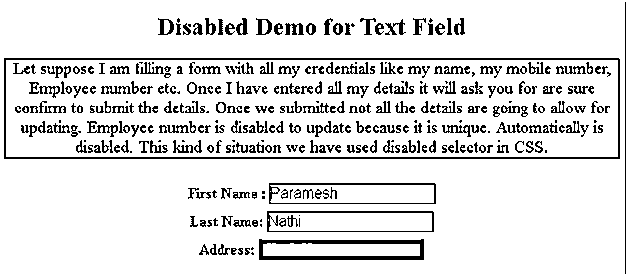 Disabled Demo for Text Field
Let suppose I am filling a form with all my credentials like my name, my mobile number,
Employee number etc. Once I have entered all my details it will ask you for are sure
confirm to submit the details. Once we submitted not all the details are going to allow for
updating. Employee number is disabled to update because it is unique. Automatically is
disabled. This kind of situation we have used disabled selector in CSS.
First Name : Paramesh
Last Name: Nathi
Address: